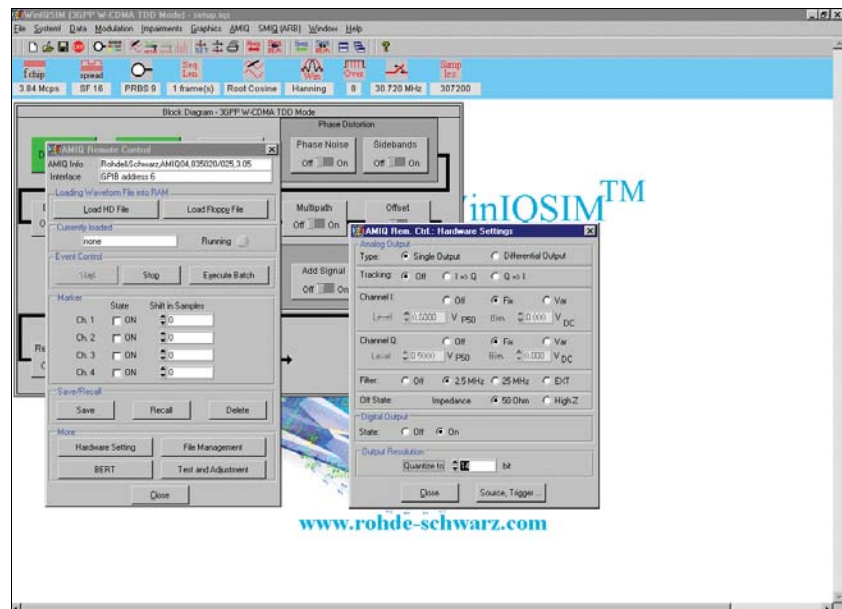 WinIQSIM [3GPP W-CDMA TDD Mode] - setup.iqs
File System! Data Modulation Impairments Graphics AMIQ SMIQ (ARB) Window Help
fchip spread Seq Len Win Over Samp les
3.84 Mcps SF 16 PRBS 9 1 frame(s) Root Cosine Hanning 8 30.720 MHz 307200
Block Diagram - 3GPP W-CDMA TDD Mode
Phase Distortion
Phase Noise Sidebands
Off On Off On
Multipath Offset
Off On
Add Signal
Off On
AMIQ Remote Control
AMIQ Info Rohde&Schwarz,AMIQ04,835020/025,3.05
Interface GPIB address 6
Loading Waveform File into RAM
Load HD File Load Floppy File
Currently loaded
none Running
Event Control
Start Stop Execute Batch
Marker
State Shift in Samples
Ch. 1 ON 0
Ch. 2 ON 0
Ch. 3 ON 0
Ch. 4 ON 0
Save/Recall
Save Recall Delete
More
Hardware Setting File Management
BERT Test and Adjustment
Close
inIQSIM™
AMIQ Rem. Ctrl.: Hardware Settings
Analog Output
Type: Single Output Differential Output
Tracking: Off I => Q Q => I
Channel I: Off Fix Var
Level 0.5000 V P50 Bias 0.000 V DC
Channel Q: Off Fix Var
Level 0.5000 V P50 Bias 0.000 V DC
Filter: Off 2.5 MHz 25 MHz EXT
Off State: Impedance 50 Ohm High Z
Digital Output
State: Off On
Output Resolution
Quantize to 14 bit
Close Source, Trigger ...
www.rohde-schwarz.com